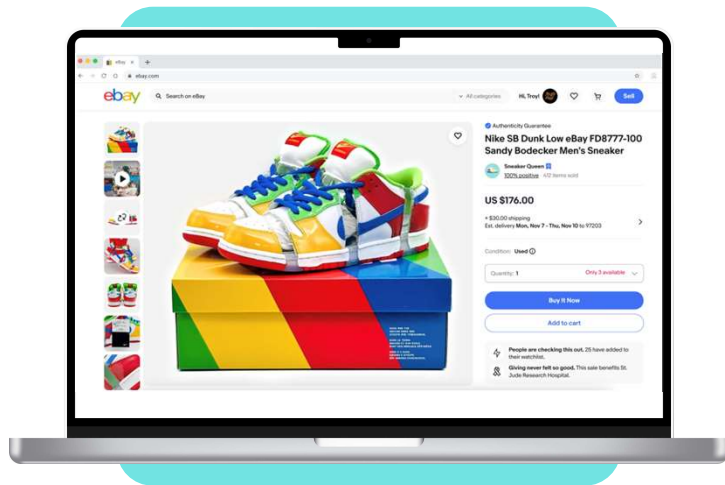 ebay
ebay.com
ebay
Search on eBay
All categories
Hi, Troy!
Sell
Authenticity Guarantee
Nike SB Dunk Low eBay FD8777-100
Sandy Bodecker Men's Sneaker
Sneaker Queen
100% positive
412 items sold
US $176.00
+ $30.00 shipping
Est. delivery Mon, Nov 7 - Thu, Nov 10 to 97203
Condition: Used
Quantity: 1
Only 3 available
Buy It Now
Add to cart
People are checking this out. 25 have added to
their watchlist.
Giving never felt so good. This sale benefits St.
Jude Research Hospital.